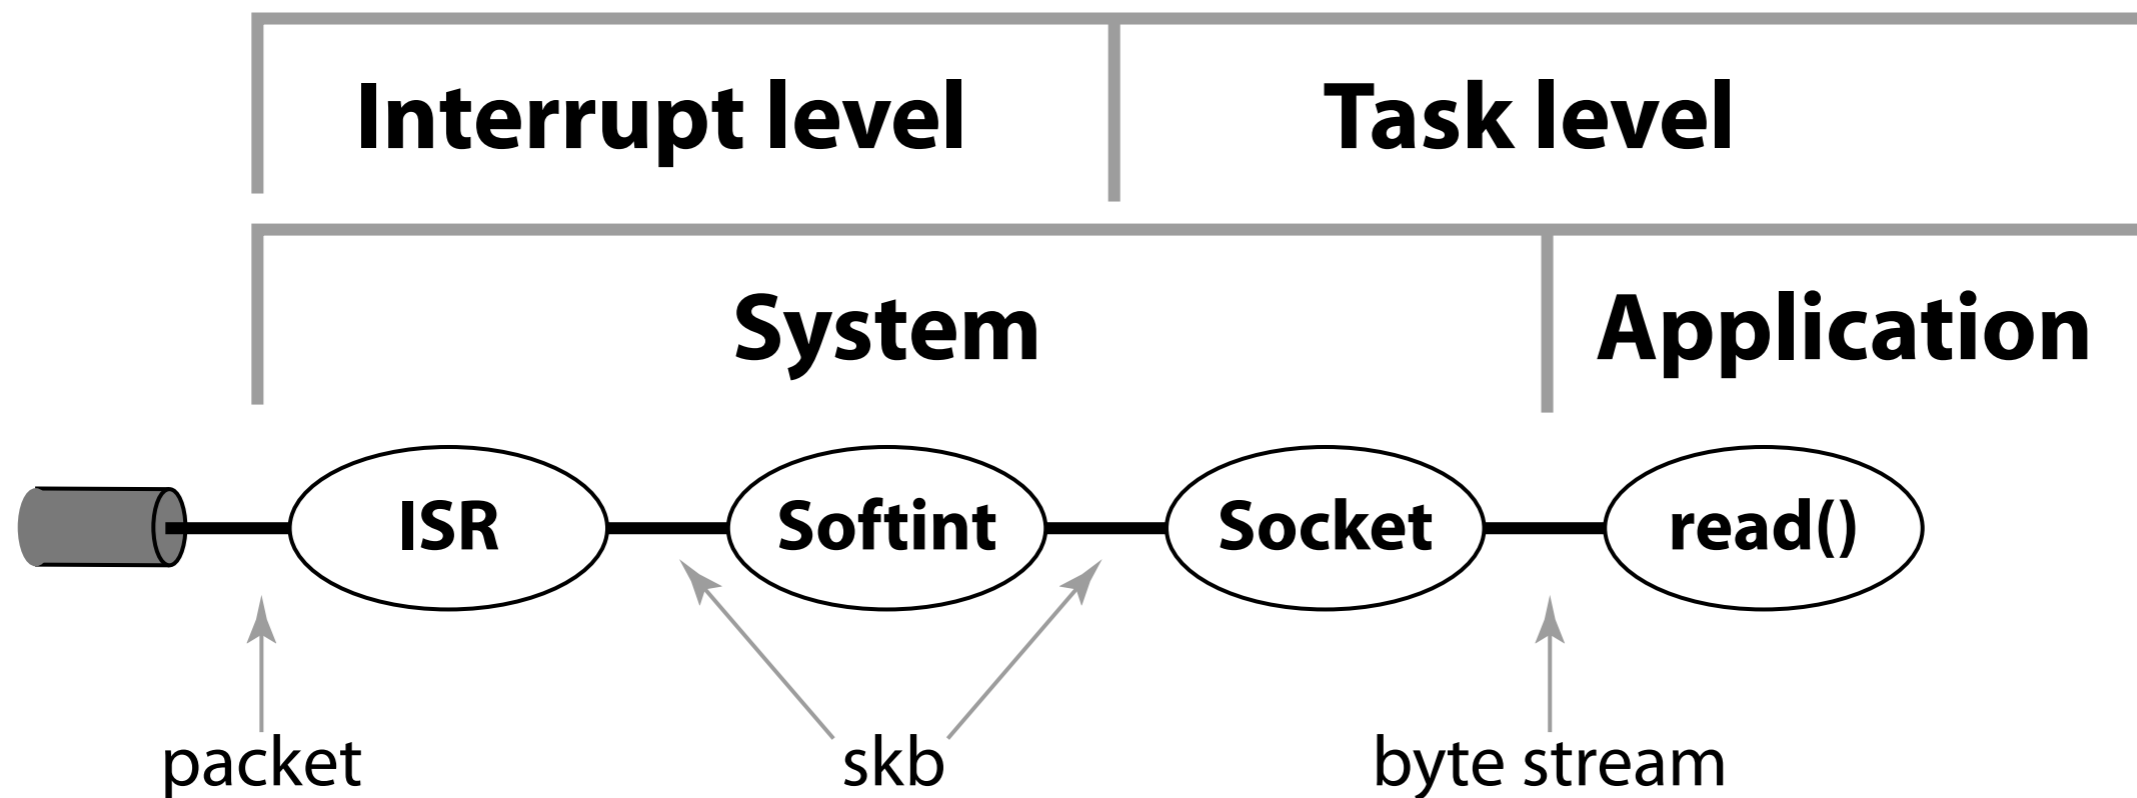 Interrupt level
Task level
System
Application
ISR
Softint
Socket
read()
packet
skb
byte stream